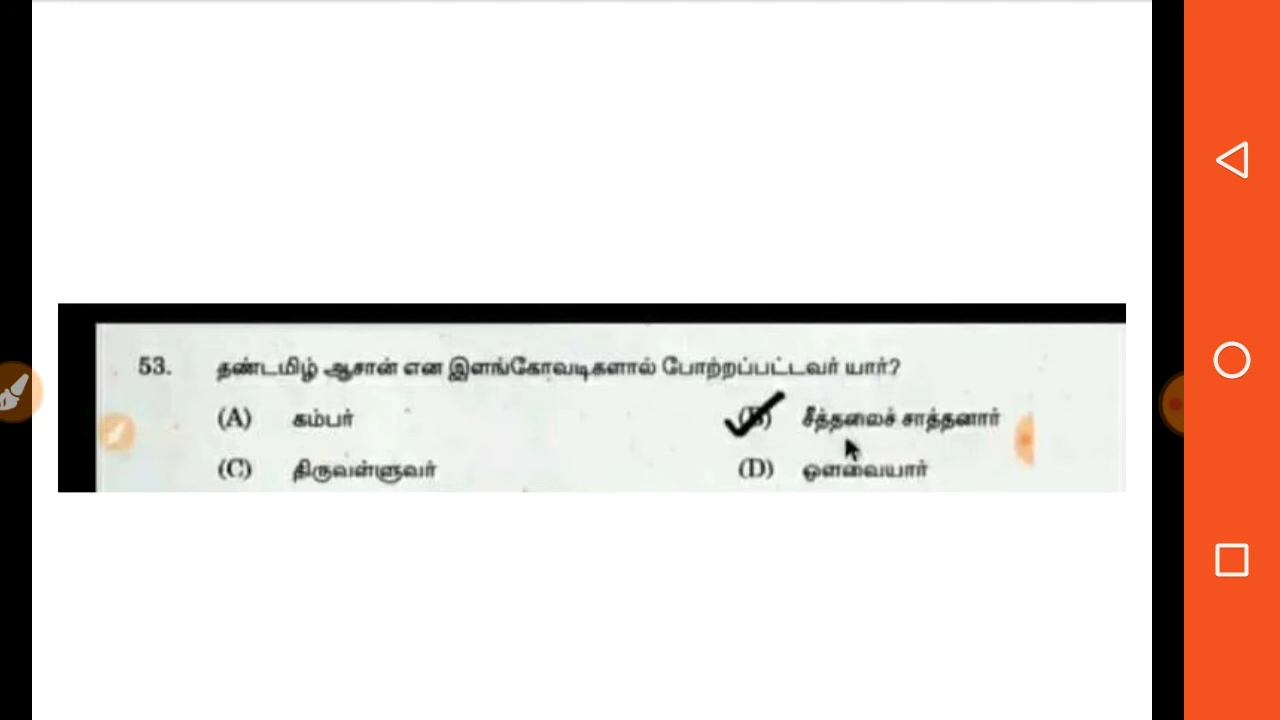 53. தண்டமிழ் ஆசான் என இளங்கோவடிகளால் போற்றப்பட்டவர் யார்?
(A) கம்பர் (B) சீத்தலைச் சாத்தனார்
(C) திருவள்ளுவர் (D) ஔவையார்